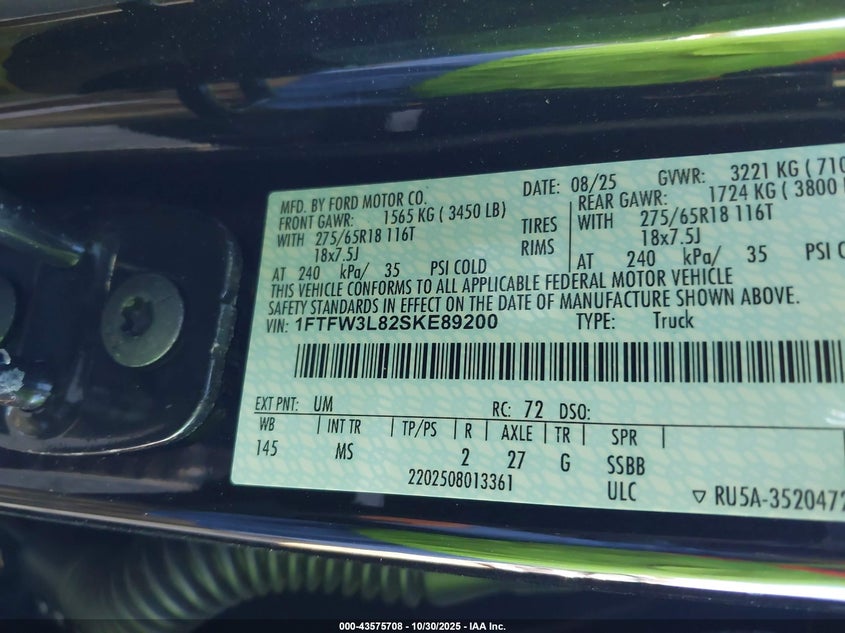 MFD. BY FORD MOTOR CO.
DATE: 08/25 GVWR: 3221 KG ( 710
FRONT GAWR: 1565 KG ( 3450 LB)
REAR GAWR: 1724 KG ( 3800 L
WITH 275/65R18 116T TIRES WITH 275/65R18 116T
18x7.5J RIMS 18x7.5J
AT 240 kPa/ 35 PSI COLD AT 240 kPa/ 35 PSI C
THIS VEHICLE CONFORMS TO ALL APPLICABLE FEDERAL MOTOR VEHICLE
SAFETY STANDARDS IN EFFECT ON THE DATE OF MANUFACTURE SHOWN ABOVE.
VIN: 1FTFW3L82SKE89200 TYPE: Truck
EXT PNT: UM RC: 72 DSO:
WB INT TR TP/PS R AXLE TR SPR
145 MS 2 27 G SSBB
2202508013361 ULC RU5A-3520472
000-43575708 • 10/30/2025 • IAA Inc.